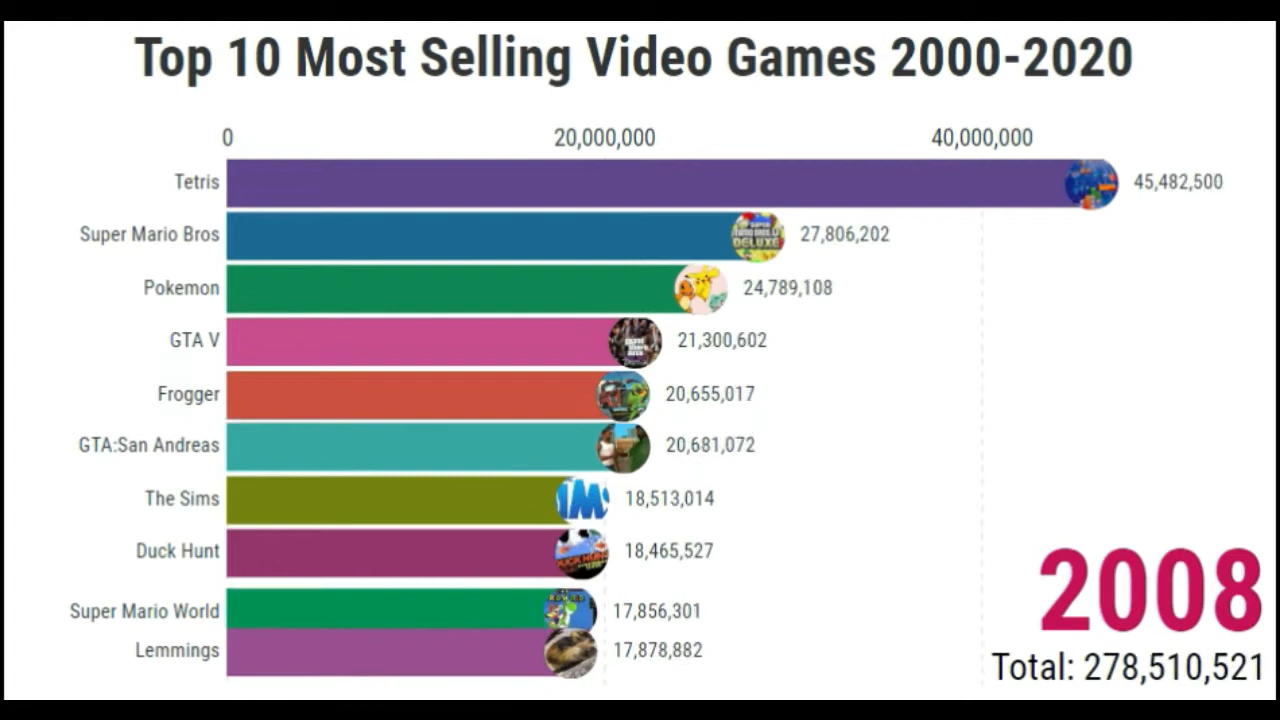 Top 10 Most Selling Video Games 2000-2020
0 20,000,000 40,000,000
Tetris 45,482,500
Super Mario Bros 27,806,202
Pokemon 24,789,108
GTA V 21,300,602
Frogger 20,655,017
GTA:San Andreas 20,681,072
The Sims 18,513,014
Duck Hunt 18,465,527
Super Mario World 17,856,301
Lemmings 17,878,882
2008
Total: 278,510,521